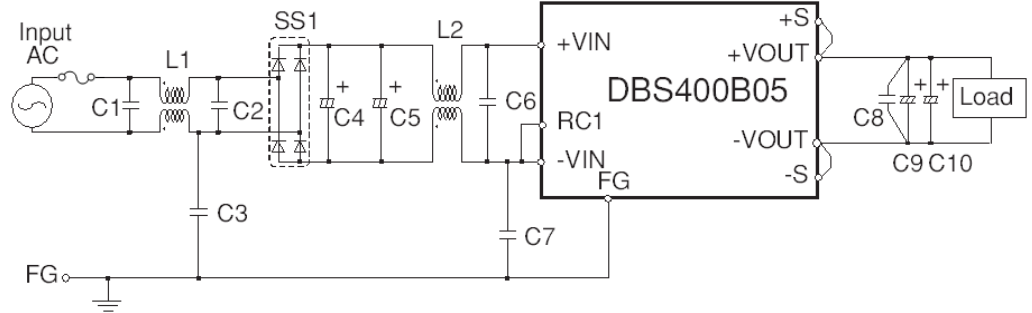 Input
AC
L1
C1
C2
SS1
C4
C5
L2
C6
C3
C7
FG
+VIN
RC1
-VIN
FG
DBS400B05
+S
+VOUT
-VOUT
-S
C8
C9 C10
Load
+
+
+
+